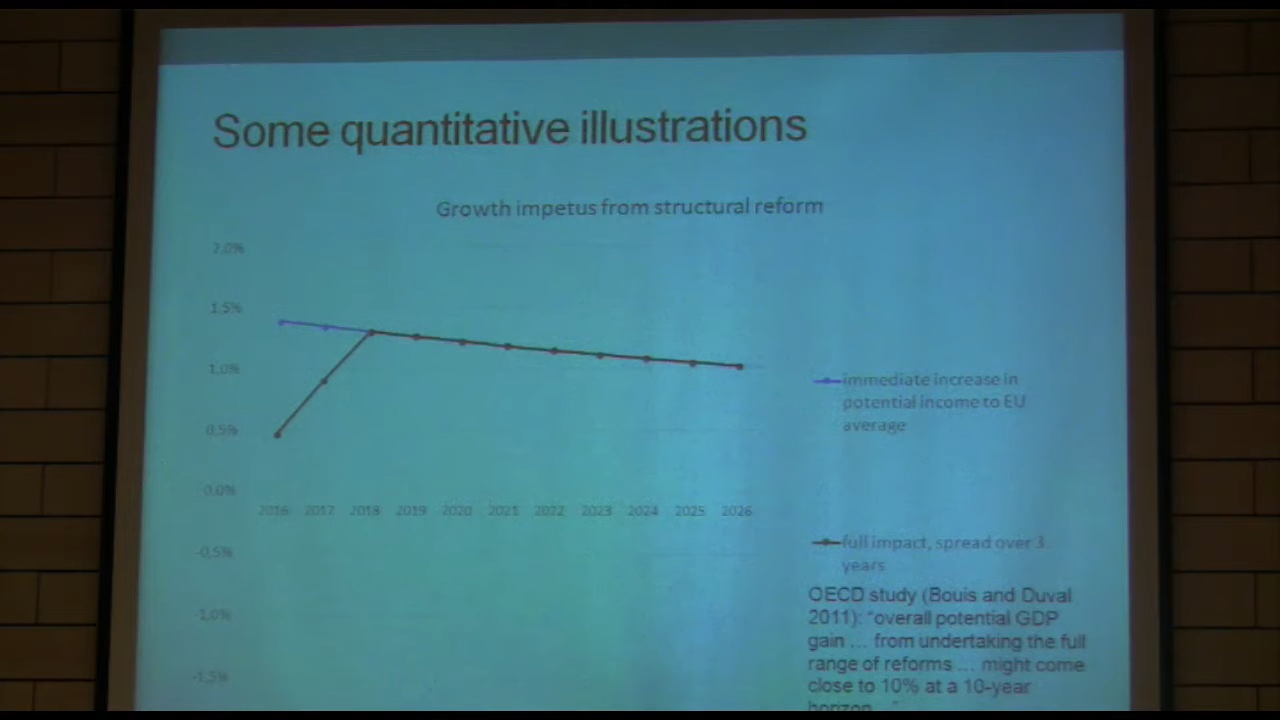 Some quantitative illustrations
Growth impetus from structural reform
2,0%
1,5%
1,0%
0,5%
0,0%
2016 2017 2018 2019 2020 2021 2022 2023 2024 2025 2026
-0,5%
1,0%
-1,5%
immediate increase in
potential income to EU
average
full impact, spread over 3
years
OECD study (Bouis and Duval
2011): "overall potential GDP
gain ... from undertaking the full
range of reforms ... might come
close to 10% at a 10-year
horizon ..."